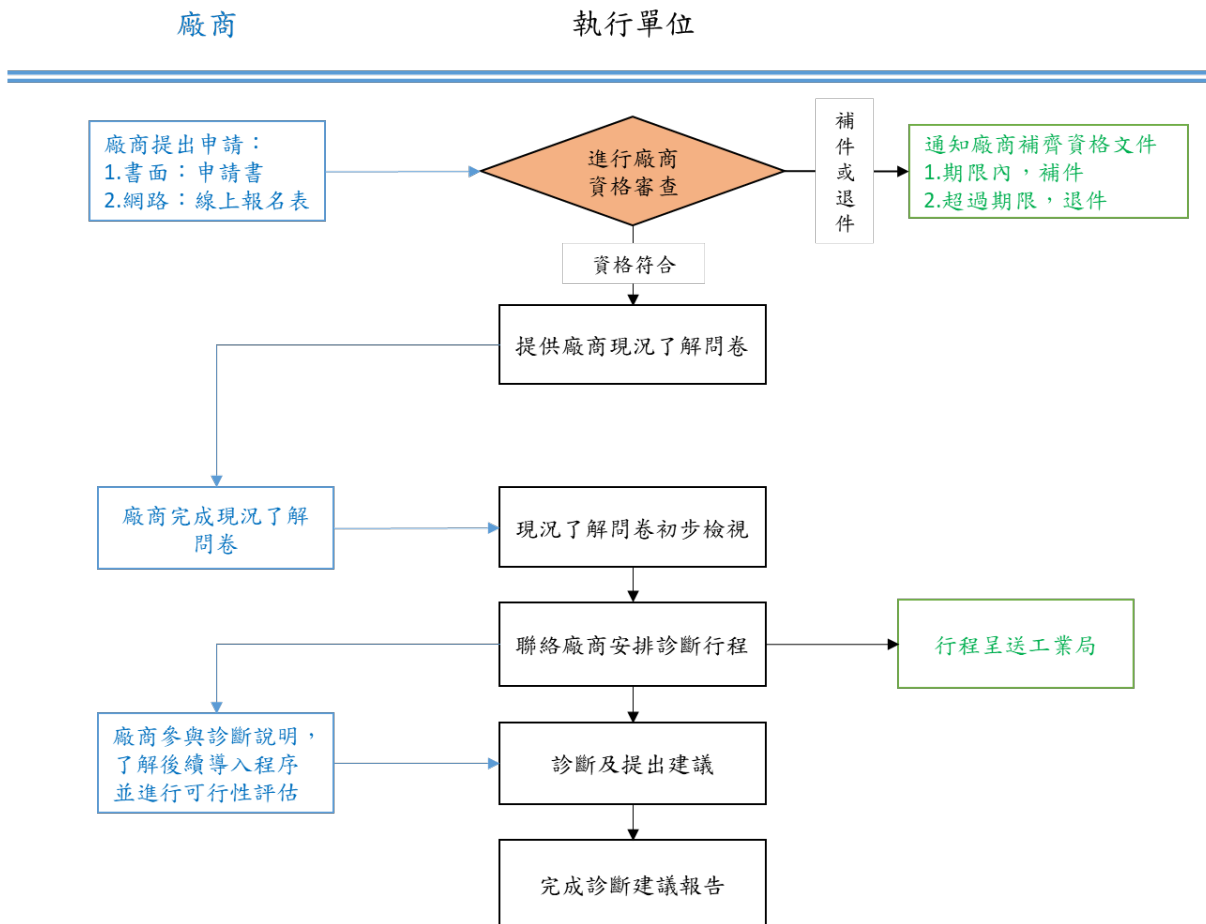 廠商
執行單位
廠商提出申請：
1.書面：申請書
2.網路：線上報名表
進行廠商
資格審查
補件或退件
通知廠商補齊資格文件
1.期限內，補件
2.超過期限，退件
資格符合
提供廠商現況了解問卷
廠商完成現況了解
問卷
現況了解問卷初步檢視
聯絡廠商安排診斷行程
行程呈送工業局
廠商參與診斷說明，
了解後續導入程序
並進行可行性評估
診斷及提出建議
完成診斷建議報告